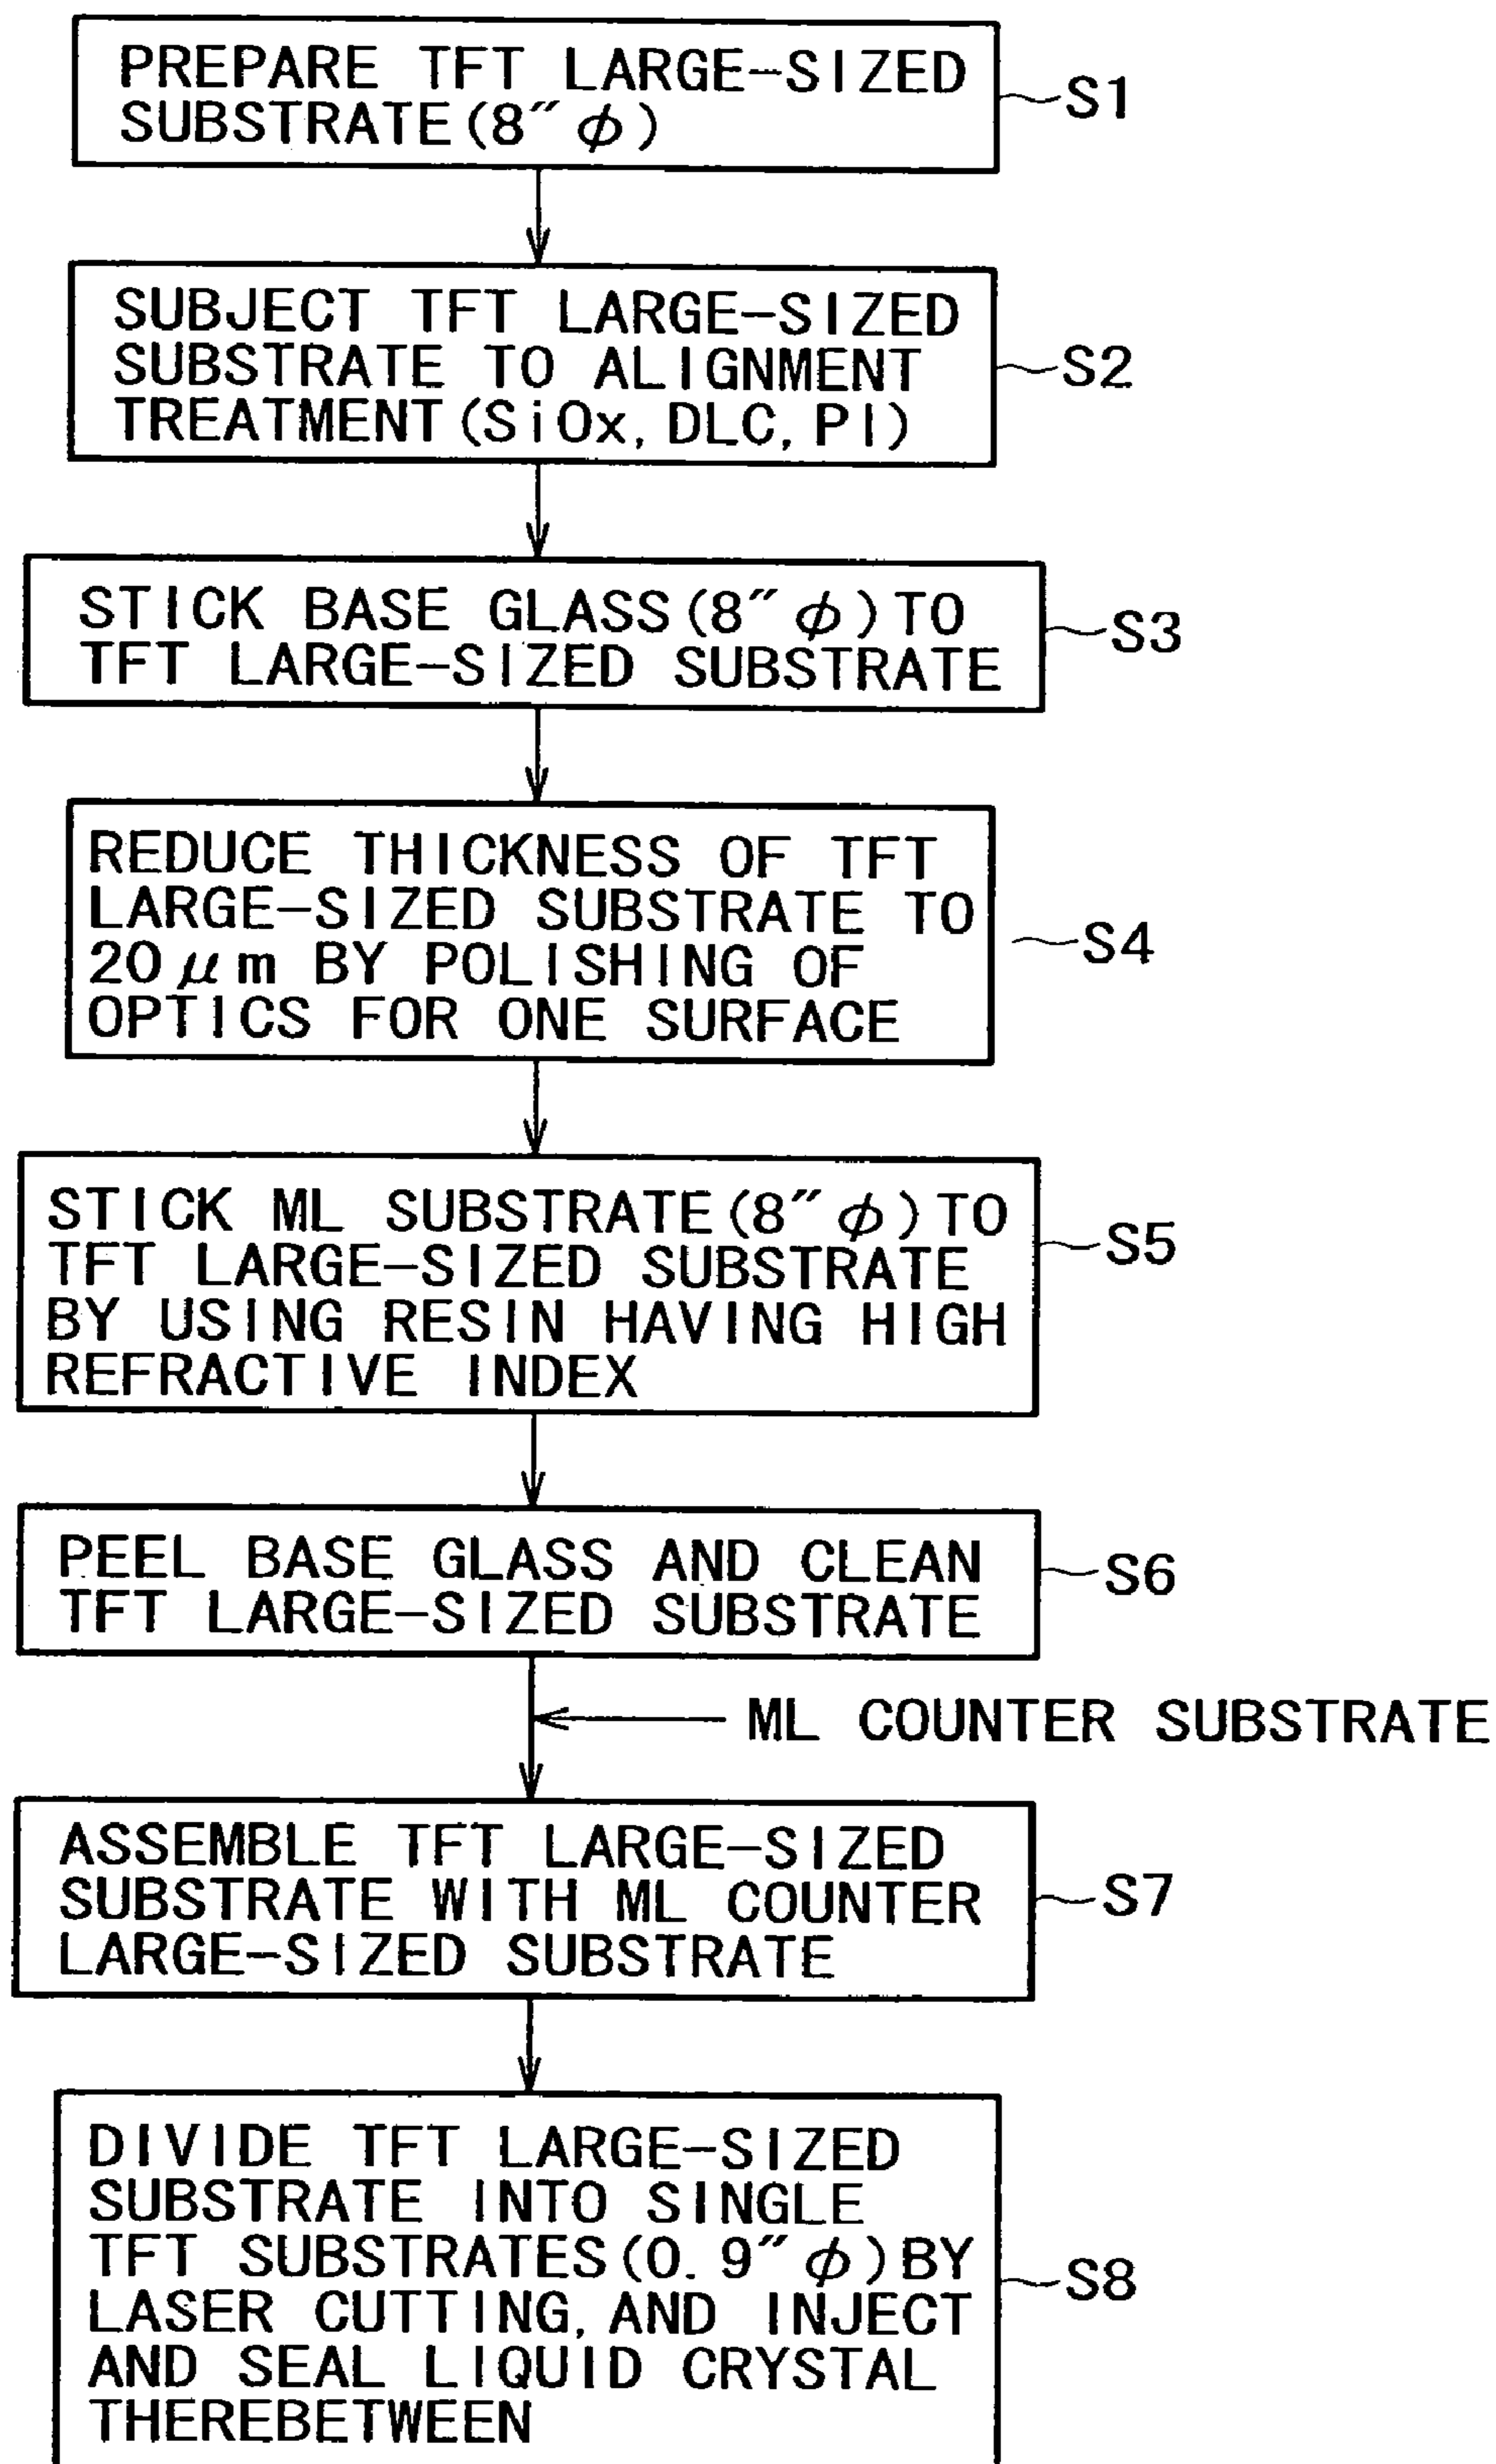 PREPARE TFT LARGE-SIZED
SUBSTRATE(8″φ)
S1
SUBJECT TFT LARGE-SIZED
SUBSTRATE TO ALIGNMENT
TREATMENT(SiOx, DLC, PI)
S2
STICK BASE GLASS(8″φ)TO
TFT LARGE-SIZED SUBSTRATE
S3
REDUCE THICKNESS OF TFT
LARGE-SIZED SUBSTRATE TO
20μm BY POLISHING OF
OPTICS FOR ONE SURFACE
S4
STICK ML SUBSTRATE(8″φ)TO
TFT LARGE-SIZED SUBSTRATE
BY USING RESIN HAVING HIGH
REFRACTIVE INDEX
S5
PEEL BASE GLASS AND CLEAN
TFT LARGE-SIZED SUBSTRATE
S6
ML COUNTER SUBSTRATE
ASSEMBLE TFT LARGE-SIZED
SUBSTRATE WITH ML COUNTER
LARGE-SIZED SUBSTRATE
S7
DIVIDE TFT LARGE-SIZED
SUBSTRATE INTO SINGLE
TFT SUBSTRATES(0.9″φ)BY
LASER CUTTING, AND INJECT
AND SEAL LIQUID CRYSTAL
THEREBETWEEN
S8